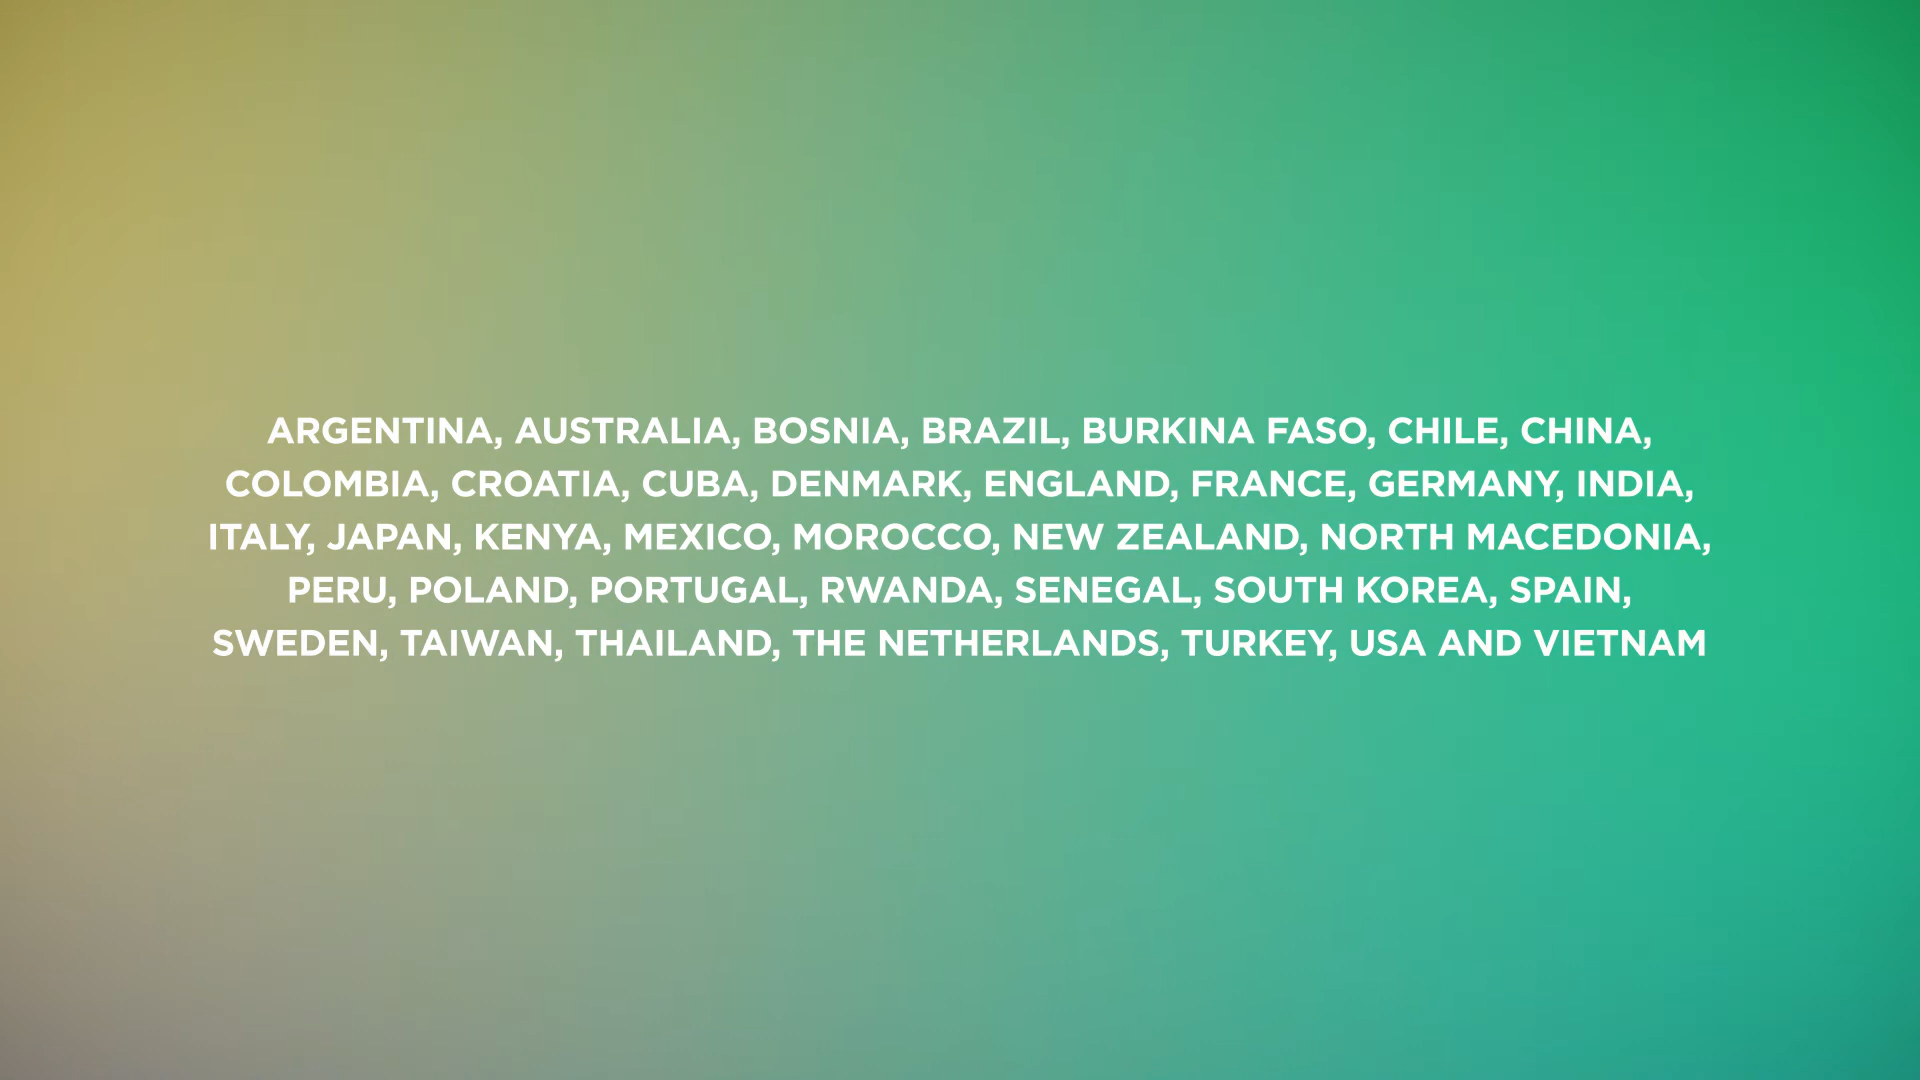 ARGENTINA, AUSTRALIA, BOSNIA, BRAZIL, BURKINA FASO, CHILE, CHINA,
COLOMBIA, CROATIA, CUBA, DENMARK, ENGLAND, FRANCE, GERMANY, INDIA,
ITALY, JAPAN, KENYA, MEXICO, MOROCCO, NEW ZEALAND, NORTH MACEDONIA,
PERU, POLAND, PORTUGAL, RWANDA, SENEGAL, SOUTH KOREA, SPAIN,
SWEDEN, TAIWAN, THAILAND, THE NETHERLANDS, TURKEY, USA AND VIETNAM